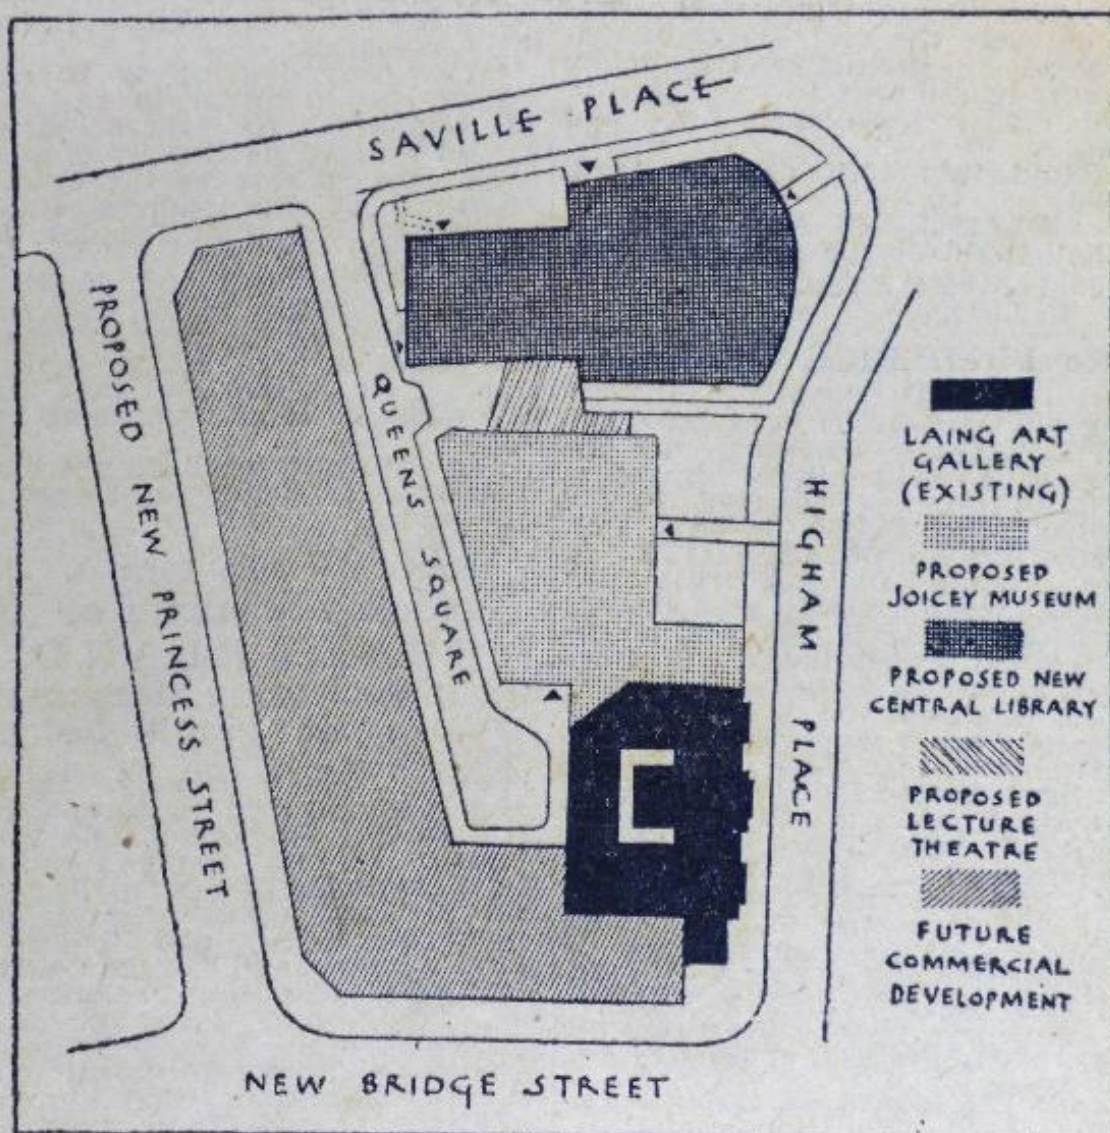 SAVILLE PLACE
PROPOSED NEW PRINCESS STREET
QUEENS SQUARE
HIGHAM PLACE
NEW BRIDGE STREET
LAING ART
GALLERY
(EXISTING)
PROPOSED
JOICEY MUSEUM
PROPOSED NEW
CENTRAL LIBRARY
PROPOSED
LECTURE
THEATRE
FUTURE
COMMERCIAL
DEVELOPMENT